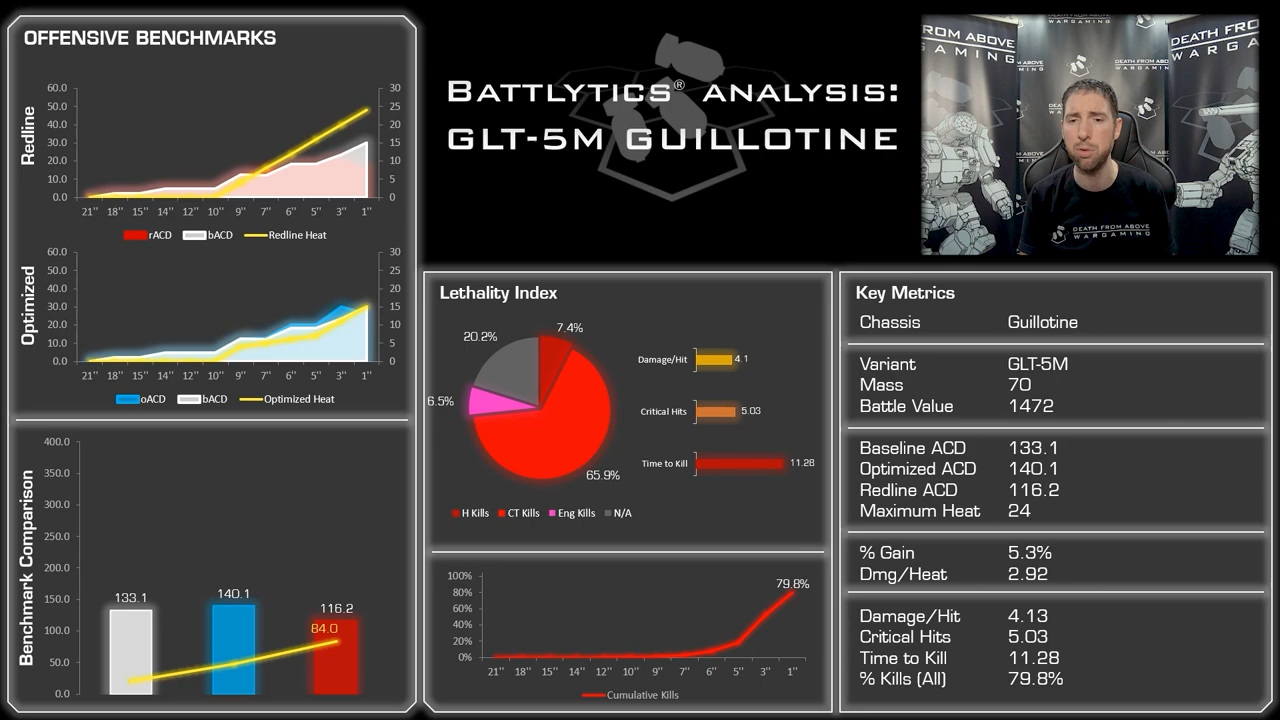 OFFENSIVE BENCHMARKS
Redline
60.0
50.0
40.0
30.0
20.0
10.0
0.0
30
25
20
15
10
5
0
21" 18" 15" 14" 12" 10" 9" 7" 6" 5" 3" 1"
rACD bACD Redline Heat
Optimized
60.0
50.0
40.0
30.0
20.0
10.0
0.0
30
25
20
15
10
5
0
21" 18" 15" 14" 12" 10" 9" 7" 6" 5" 3" 1"
oACD bACD Optimized Heat
Benchmark Comparison
400.0
350.0
300.0
250.0
200.0
150.0
100.0
50.0
0.0
133.1
140.1
116.2
84.0
BATTLYTICS® ANALYSIS:
GLT-5M GUILLOTINE
ROM ABOVE
GAMING
DEATH FROM ABOVE
WARGAMING
DEATH FROM
WARGA
DEATH FROM ABOVE
WARGAMING
Lethality Index
7.4%
20.2%
6.5%
65.9%
H Kills CT Kills Eng Kills N/A
Damage/Hit 4.1
Critical Hits 5.03
Time to Kill 11.28
100%
80%
60%
40%
20%
0%
79.8%
21" 18" 15" 14" 12" 10" 9" 7" 6" 5" 3" 1"
Cumulative Kills
Key Metrics
Chassis Guillotine
Variant GLT-5M
Mass 70
Battle Value 1472
Baseline ACD 133.1
Optimized ACD 140.1
Redline ACD 116.2
Maximum Heat 24
% Gain 5.3%
Dmg/Heat 2.92
Damage/Hit 4.13
Critical Hits 5.03
Time to Kill 11.28
% Kills (All) 79.8%